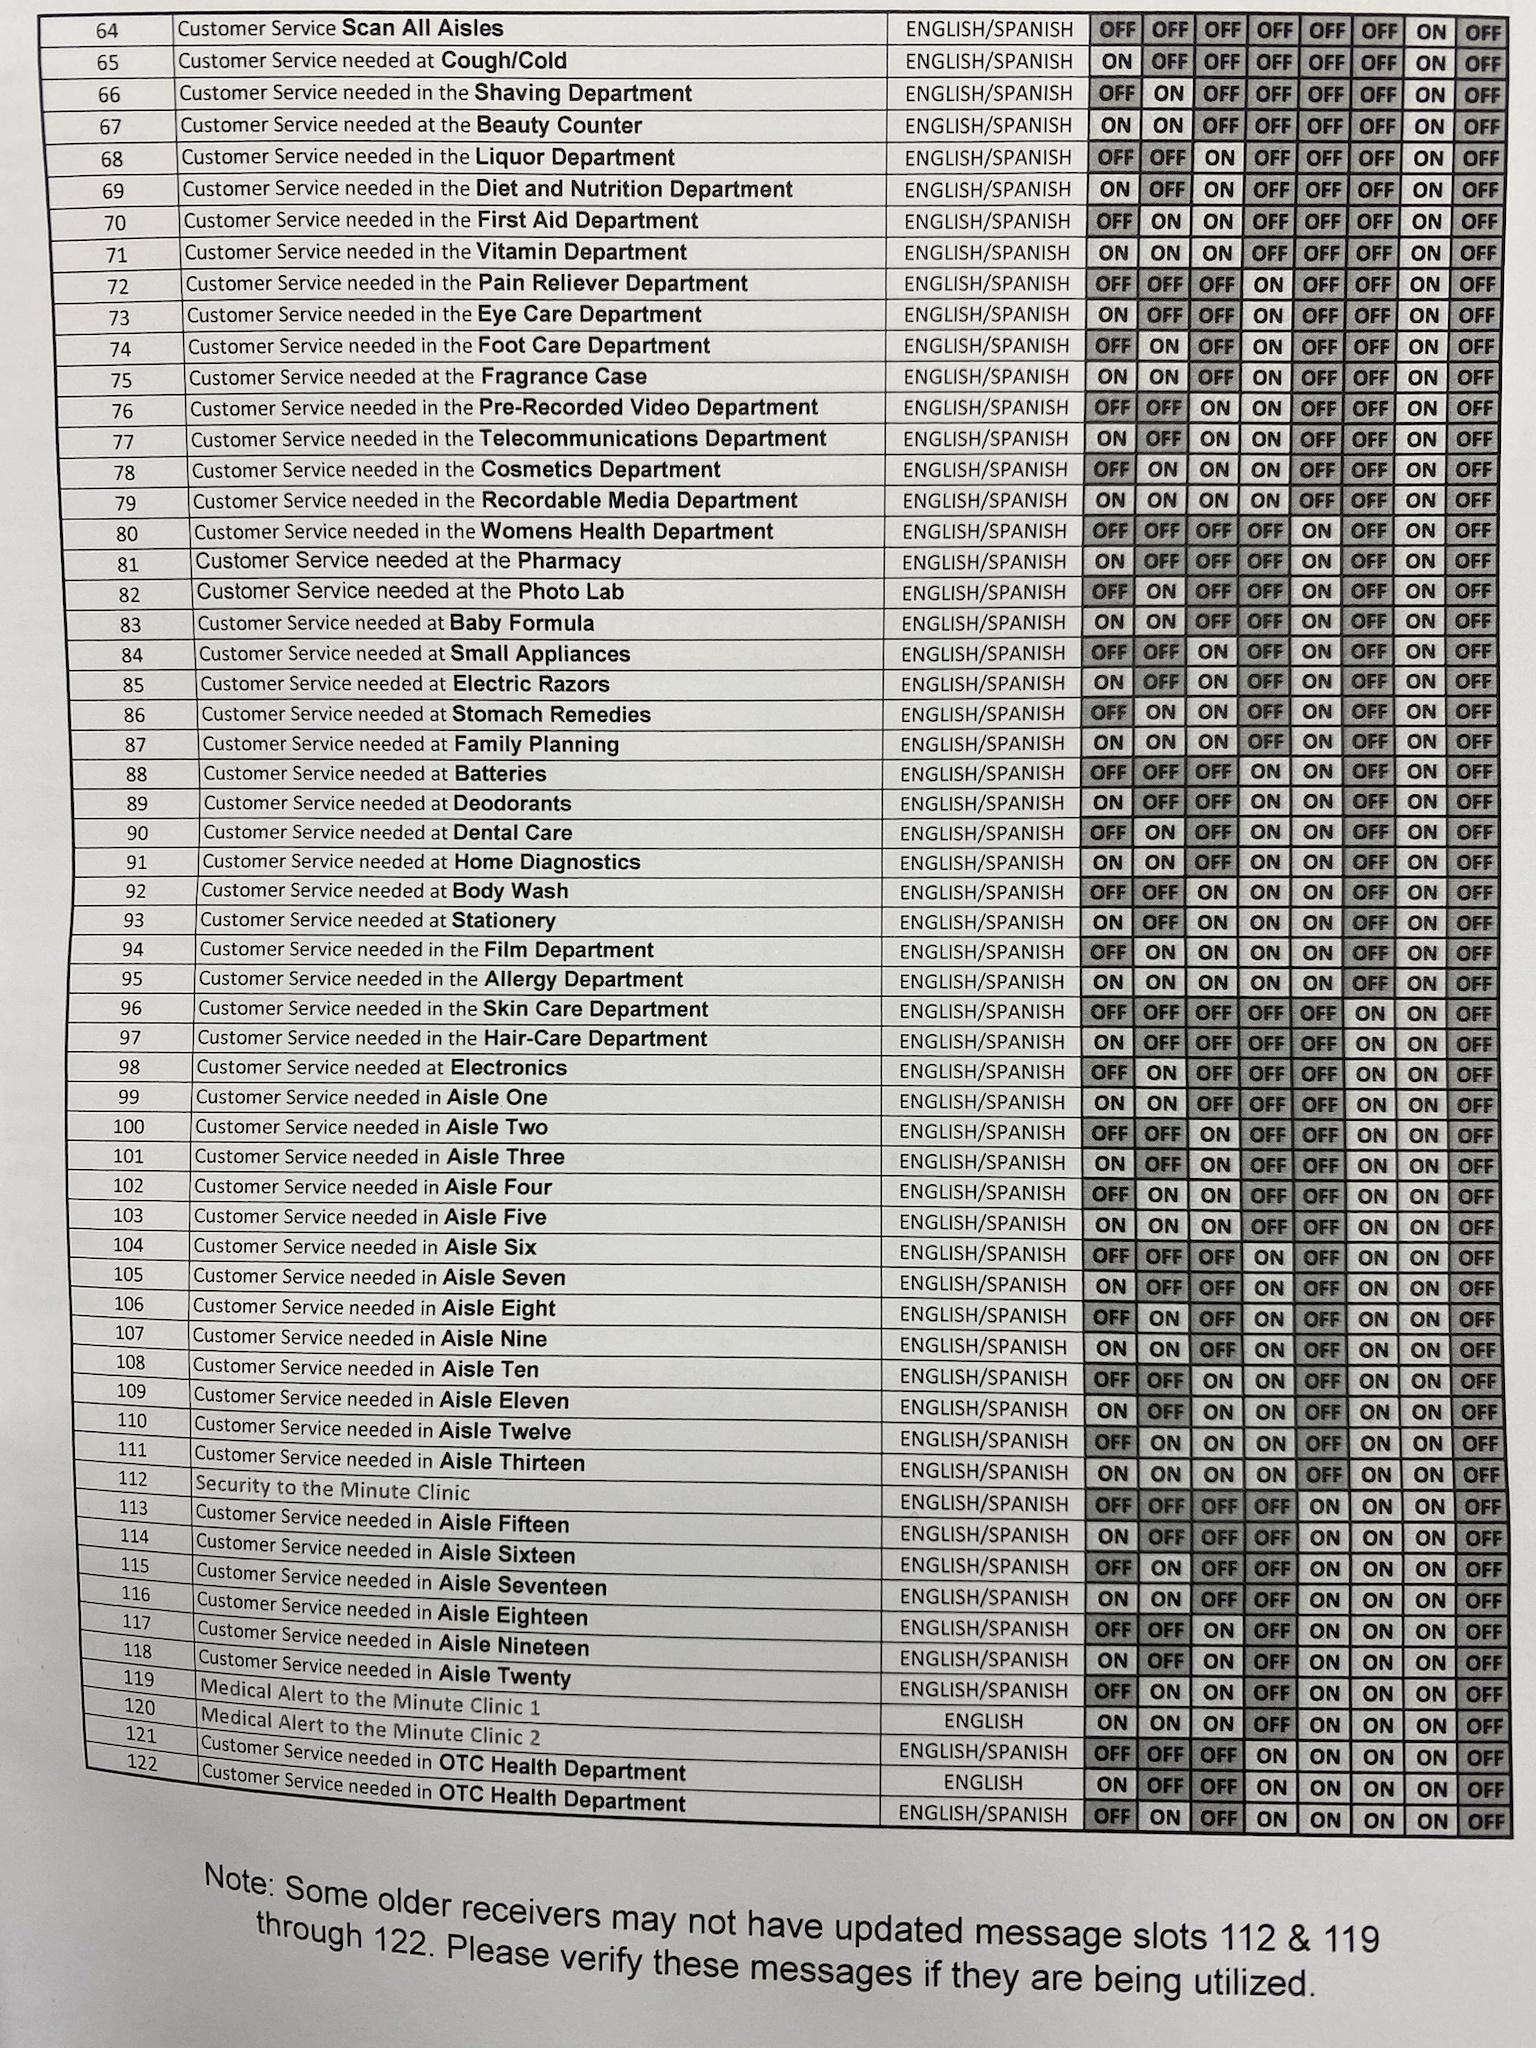 64 Customer Service Scan All Aisles ENGLISH/SPANISH OFF OFF OFF OFF OFF OFF ON OFF
65 Customer Service needed at Cough/Cold ENGLISH/SPANISH ON OFF OFF OFF OFF OFF ON OFF
66 Customer Service needed in the Shaving Department ENGLISH/SPANISH OFF ON OFF OFF OFF OFF ON OFF
67 Customer Service needed at the Beauty Counter ENGLISH/SPANISH ON ON OFF OFF OFF OFF ON OFF
68 Customer Service needed in the Liquor Department ENGLISH/SPANISH OFF OFF ON OFF OFF OFF ON OFF
69 Customer Service needed in the Diet and Nutrition Department ENGLISH/SPANISH ON OFF ON OFF OFF OFF ON OFF
70 Customer Service needed in the First Aid Department ENGLISH/SPANISH OFF ON ON OFF OFF OFF ON OFF
71 Customer Service needed in the Vitamin Department ENGLISH/SPANISH ON ON ON OFF OFF OFF ON OFF
72 Customer Service needed in the Pain Reliever Department ENGLISH/SPANISH OFF OFF OFF ON OFF OFF ON OFF
73 Customer Service needed in the Eye Care Department ENGLISH/SPANISH ON OFF OFF ON OFF OFF ON OFF
74 Customer Service needed in the Foot Care Department ENGLISH/SPANISH OFF ON OFF ON OFF OFF ON OFF
75 Customer Service needed at the Fragrance Case ENGLISH/SPANISH ON ON OFF ON OFF OFF ON OFF
76 Customer Service needed in the Pre-Recorded Video Department ENGLISH/SPANISH OFF OFF ON ON OFF OFF ON OFF
77 Customer Service needed in the Telecommunications Department ENGLISH/SPANISH ON OFF ON ON OFF OFF ON OFF
78 Customer Service needed in the Cosmetics Department ENGLISH/SPANISH OFF ON ON ON OFF OFF ON OFF
79 Customer Service needed in the Recordable Media Department ENGLISH/SPANISH ON ON ON ON OFF OFF ON OFF
80 Customer Service needed in the Womens Health Department ENGLISH/SPANISH OFF OFF OFF OFF ON OFF ON OFF
81 Customer Service needed at the Pharmacy ENGLISH/SPANISH ON OFF OFF OFF ON OFF ON OFF
82 Customer Service needed at the Photo Lab ENGLISH/SPANISH OFF ON OFF OFF ON OFF ON OFF
83 Customer Service needed at Baby Formula ENGLISH/SPANISH ON ON OFF OFF ON OFF ON OFF
84 Customer Service needed at Small Appliances ENGLISH/SPANISH OFF OFF ON OFF ON OFF ON OFF
85 Customer Service needed at Electric Razors ENGLISH/SPANISH ON OFF ON OFF ON OFF ON OFF
86 Customer Service needed at Stomach Remedies ENGLISH/SPANISH OFF ON ON OFF ON OFF ON OFF
87 Customer Service needed at Family Planning ENGLISH/SPANISH ON ON ON OFF ON OFF ON OFF
88 Customer Service needed at Batteries ENGLISH/SPANISH OFF OFF OFF ON ON OFF ON OFF
89 Customer Service needed at Deodorants ENGLISH/SPANISH ON OFF OFF ON ON OFF ON OFF
90 Customer Service needed at Dental Care ENGLISH/SPANISH OFF ON OFF ON ON OFF ON OFF
91 Customer Service needed at Home Diagnostics ENGLISH/SPANISH ON ON OFF ON ON OFF ON OFF
92 Customer Service needed at Body Wash ENGLISH/SPANISH OFF OFF ON ON ON OFF ON OFF
93 Customer Service needed at Stationery ENGLISH/SPANISH ON OFF ON ON ON OFF ON OFF
94 Customer Service needed in the Film Department ENGLISH/SPANISH OFF ON ON ON ON OFF ON OFF
95 Customer Service needed in the Allergy Department ENGLISH/SPANISH ON ON ON ON ON OFF ON OFF
96 Customer Service needed in the Skin Care Department ENGLISH/SPANISH OFF OFF OFF OFF OFF ON ON OFF
97 Customer Service needed in the Hair-Care Department ENGLISH/SPANISH ON OFF OFF OFF OFF ON ON OFF
98 Customer Service needed at Electronics ENGLISH/SPANISH OFF ON OFF OFF OFF ON ON OFF
99 Customer Service needed in Aisle One ENGLISH/SPANISH ON ON OFF OFF OFF ON ON OFF
100 Customer Service needed in Aisle Two ENGLISH/SPANISH OFF OFF ON OFF OFF ON ON OFF
101 Customer Service needed in Aisle Three ENGLISH/SPANISH ON OFF ON OFF OFF ON ON OFF
102 Customer Service needed in Aisle Four ENGLISH/SPANISH OFF ON ON OFF OFF ON ON OFF
103 Customer Service needed in Aisle Five ENGLISH/SPANISH ON ON ON OFF OFF ON ON OFF
104 Customer Service needed in Aisle Six ENGLISH/SPANISH OFF OFF OFF ON OFF ON ON OFF
105 Customer Service needed in Aisle Seven ENGLISH/SPANISH ON OFF OFF ON OFF ON ON OFF
106 Customer Service needed in Aisle Eight ENGLISH/SPANISH OFF ON OFF ON OFF ON ON OFF
107 Customer Service needed in Aisle Nine ENGLISH/SPANISH ON ON OFF ON OFF ON ON OFF
108 Customer Service needed in Aisle Ten ENGLISH/SPANISH OFF OFF ON ON OFF ON ON OFF
109 Customer Service needed in Aisle Eleven ENGLISH/SPANISH ON OFF ON ON OFF ON ON OFF
110 Customer Service needed in Aisle Twelve ENGLISH/SPANISH OFF ON ON ON OFF ON ON OFF
111 Customer Service needed in Aisle Thirteen ENGLISH/SPANISH ON ON ON ON OFF ON ON OFF
112 Security to the Minute Clinic ENGLISH/SPANISH OFF OFF OFF OFF ON ON ON OFF
113 Customer Service needed in Aisle Fifteen ENGLISH/SPANISH ON OFF OFF OFF ON ON ON OFF
114 Customer Service needed in Aisle Sixteen ENGLISH/SPANISH OFF ON OFF OFF ON ON ON OFF
115 Customer Service needed in Aisle Seventeen ENGLISH/SPANISH ON ON OFF OFF ON ON ON OFF
116 Customer Service needed in Aisle Eighteen ENGLISH/SPANISH OFF OFF ON OFF ON ON ON OFF
117 Customer Service needed in Aisle Nineteen ENGLISH/SPANISH ON OFF ON OFF ON ON ON OFF
118 Customer Service needed in Aisle Twenty ENGLISH/SPANISH OFF ON ON OFF ON ON ON OFF
119 Medical Alert to the Minute Clinic 1 ENGLISH ON ON ON OFF ON ON ON OFF
120 Medical Alert to the Minute Clinic 2 ENGLISH/SPANISH OFF OFF OFF ON ON ON ON OFF
121 Customer Service needed in OTC Health Department ENGLISH ON OFF OFF ON ON ON ON OFF
122 Customer Service needed in OTC Health Department ENGLISH/SPANISH OFF ON OFF ON ON ON ON OFF
Note: Some older receivers may not have updated message slots 112 & 119
through 122. Please verify these messages if they are being utilized.